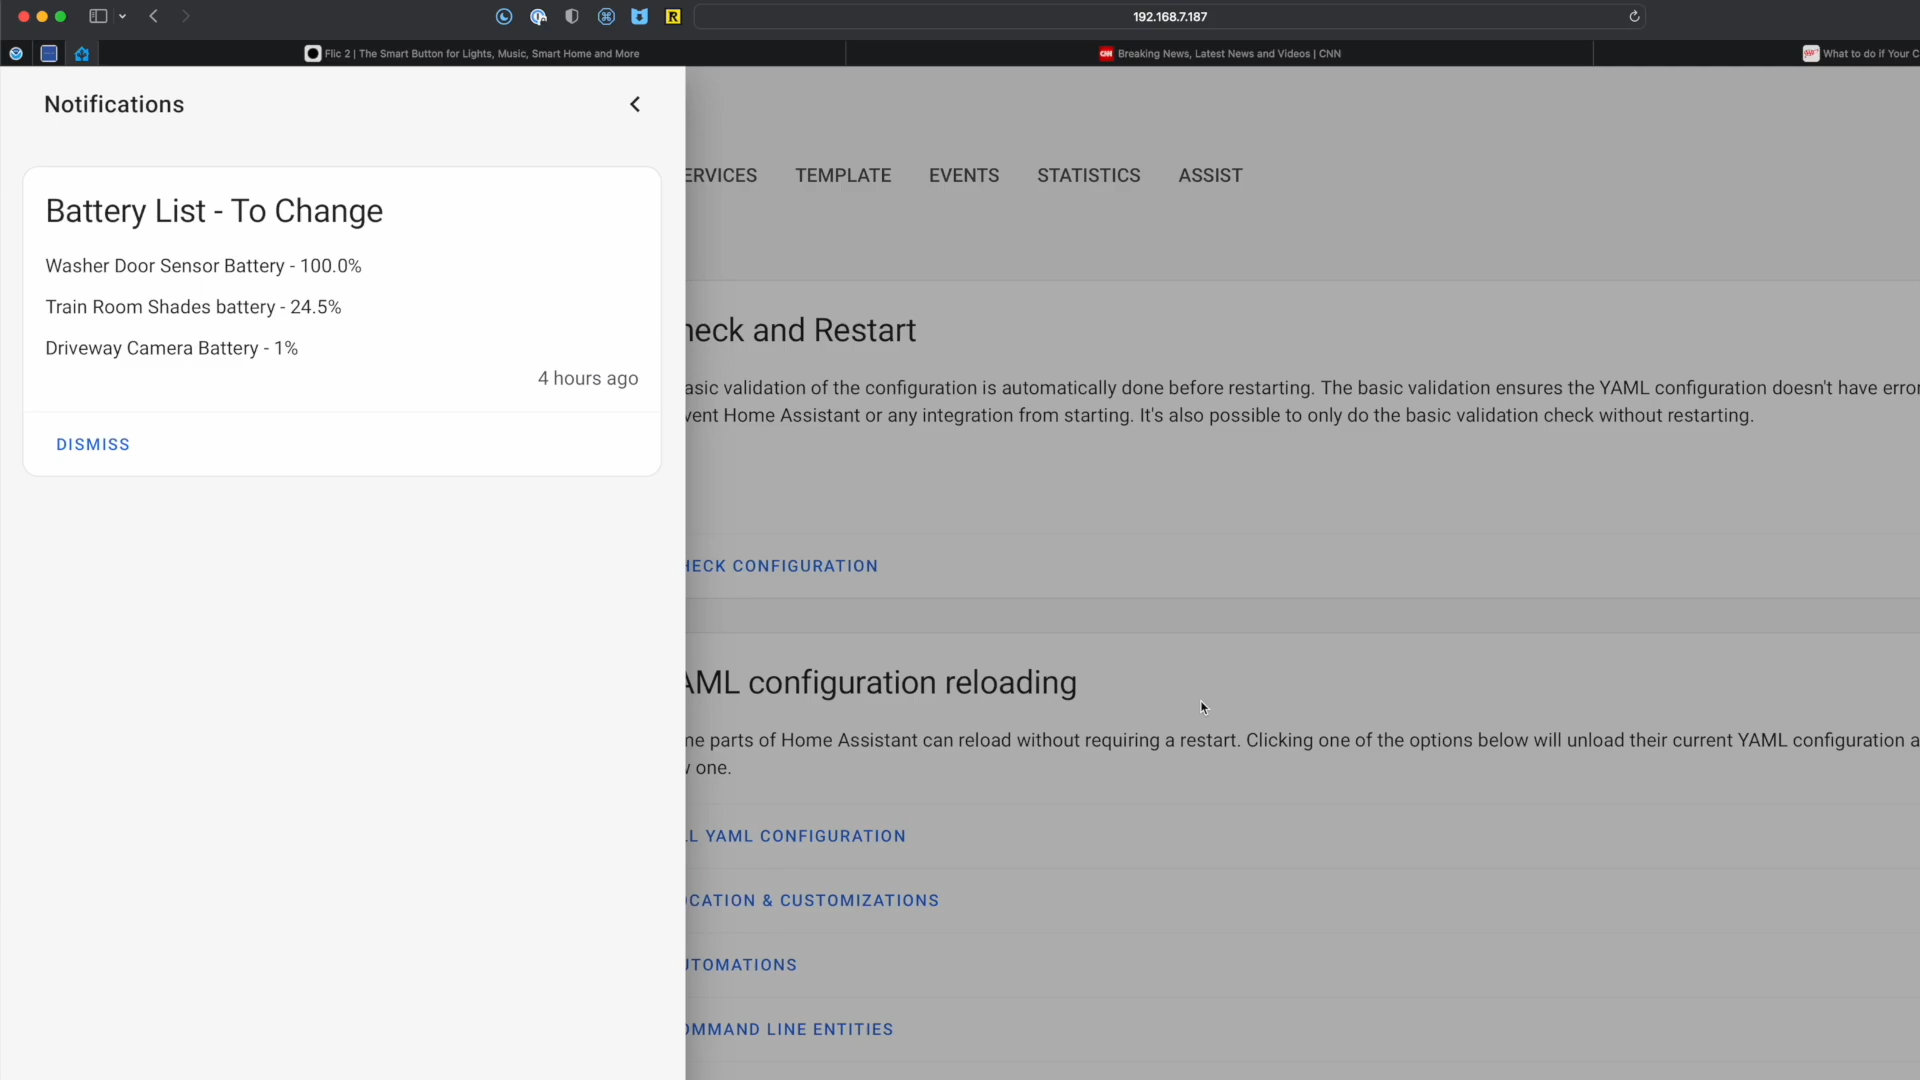 192.168.7.187
Flic 2 | The Smart Button for Lights, Music, Smart Home and More
CNN
Breaking News, Latest News and Videos | CNN
What to do if Your C
Notifications
Battery List - To Change
Washer Door Sensor Battery - 100.0%
Train Room Shades battery - 24.5%
Driveway Camera Battery - 1%
4 hours ago
DISMISS
ERVICES
TEMPLATE
EVENTS
STATISTICS
ASSIST
heck and Restart
asic validation of the configuration is automatically done before restarting. The basic validation ensures the YAML configuration doesn't have error
vent Home Assistant or any integration from starting. It's also possible to only do the basic validation check without restarting.
HECK CONFIGURATION
AML configuration reloading
me parts of Home Assistant can reload without requiring a restart. Clicking one of the options below will unload their current YAML configuration a
w one.
LL YAML CONFIGURATION
OCATION & CUSTOMIZATIONS
UTOMATIONS
OMMAND LINE ENTITIES